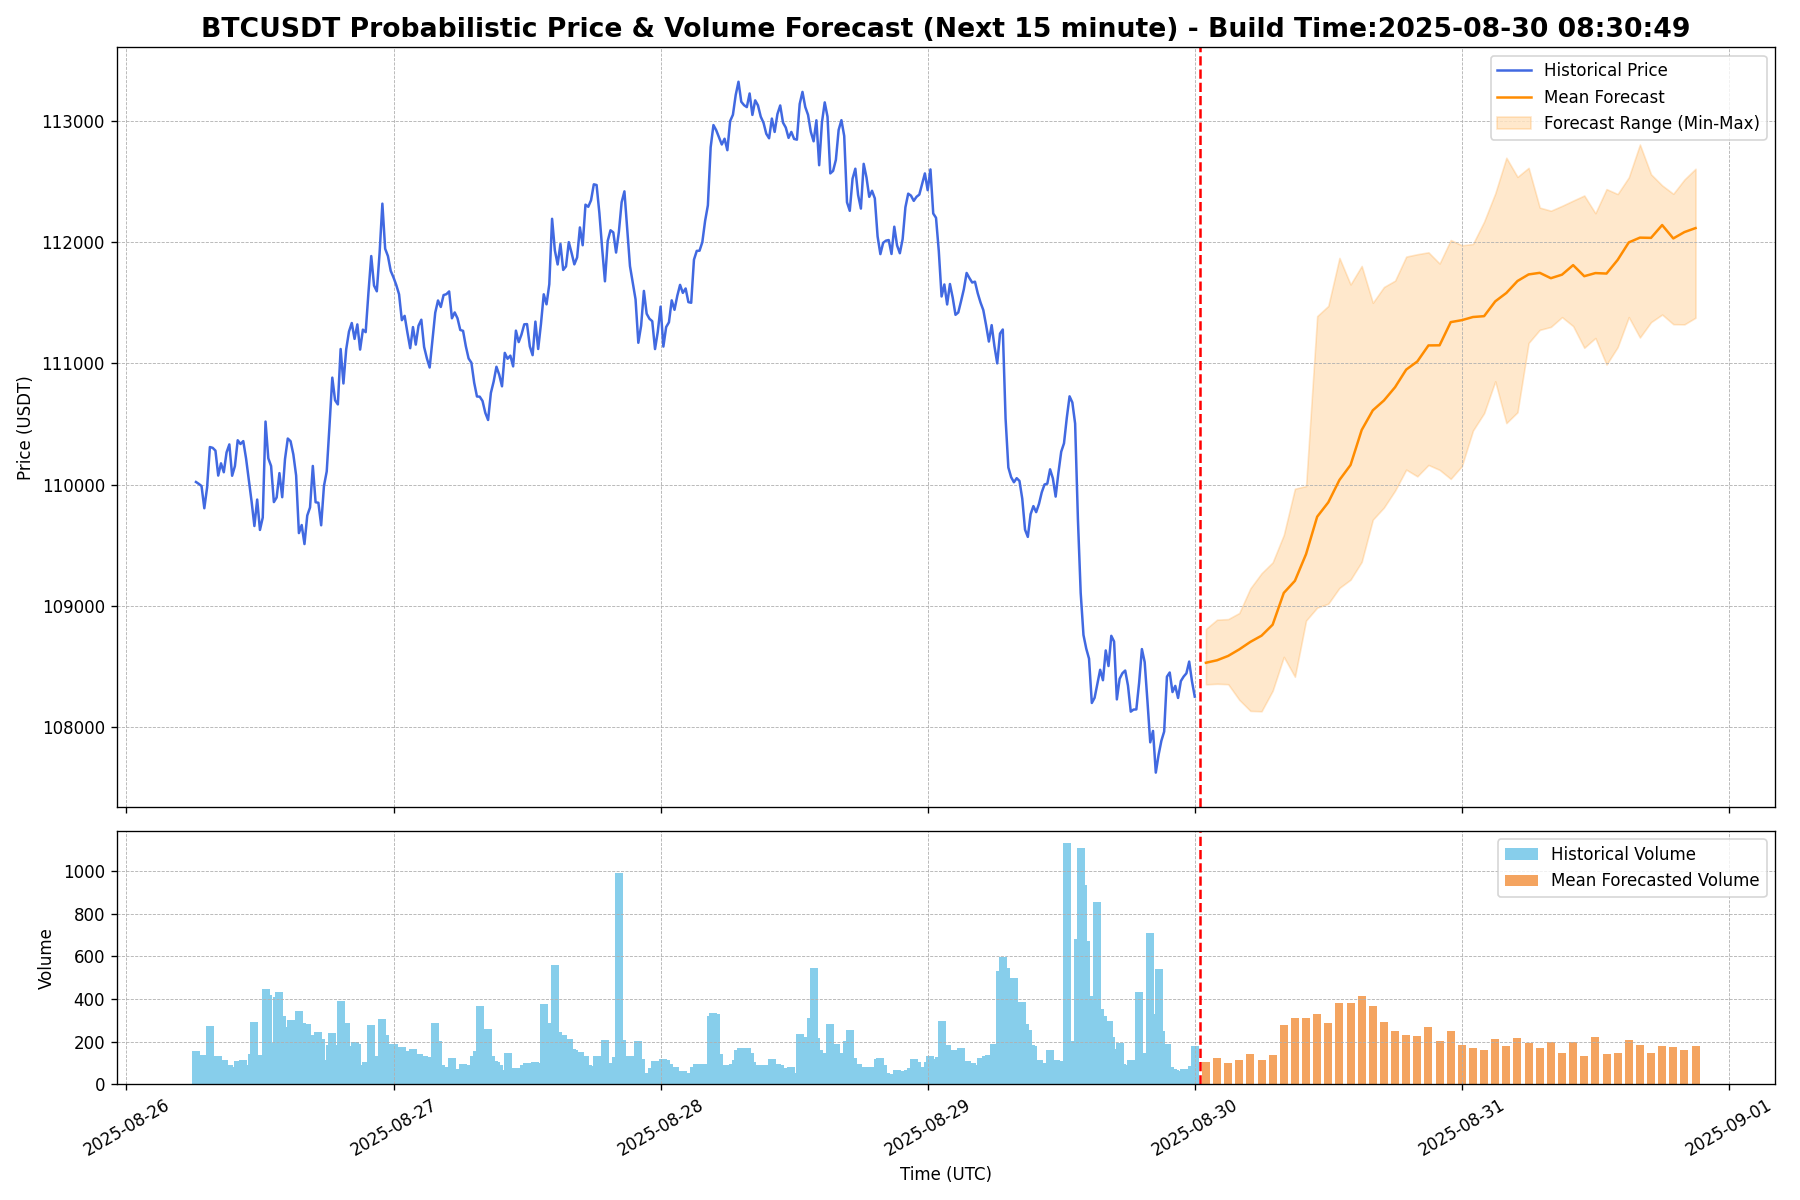 BTCUSDT Probabilistic Price & Volume Forecast (Next 15 minute) - Build Time:2025-08-30 08:30:49
Historical Price
Mean Forecast
Forecast Range (Min-Max)
Price (USDT)
113000
112000
111000
110000
109000
108000
Historical Volume
Mean Forecasted Volume
Volume
1000
800
600
400
200
0
2025-08-26
2025-08-27
2025-08-28
2025-08-29
2025-08-30
2025-08-31
2025-09-01
Time (UTC)